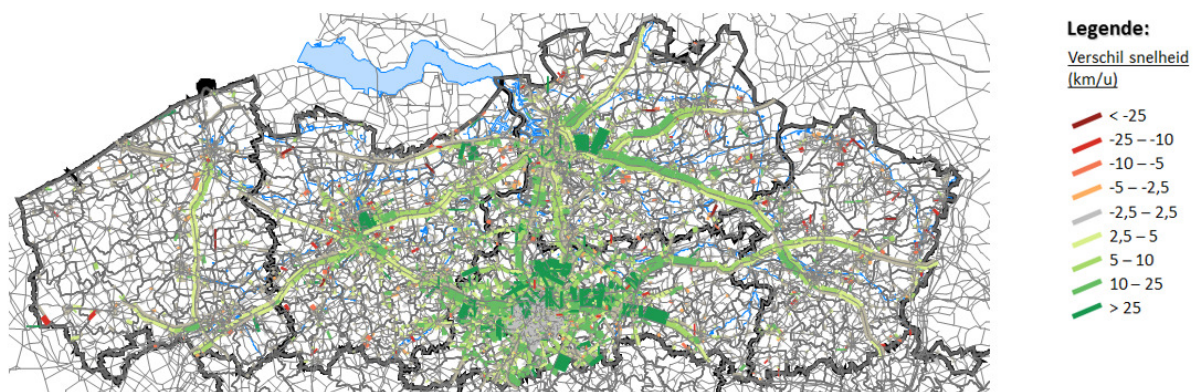 Legende:
Verschil snelheid
(km/u)
< -25
-25 – -10
-10 – -5
-5 – -2,5
-2,5 – 2,5
2,5 – 5
5 – 10
10 – 25
> 25